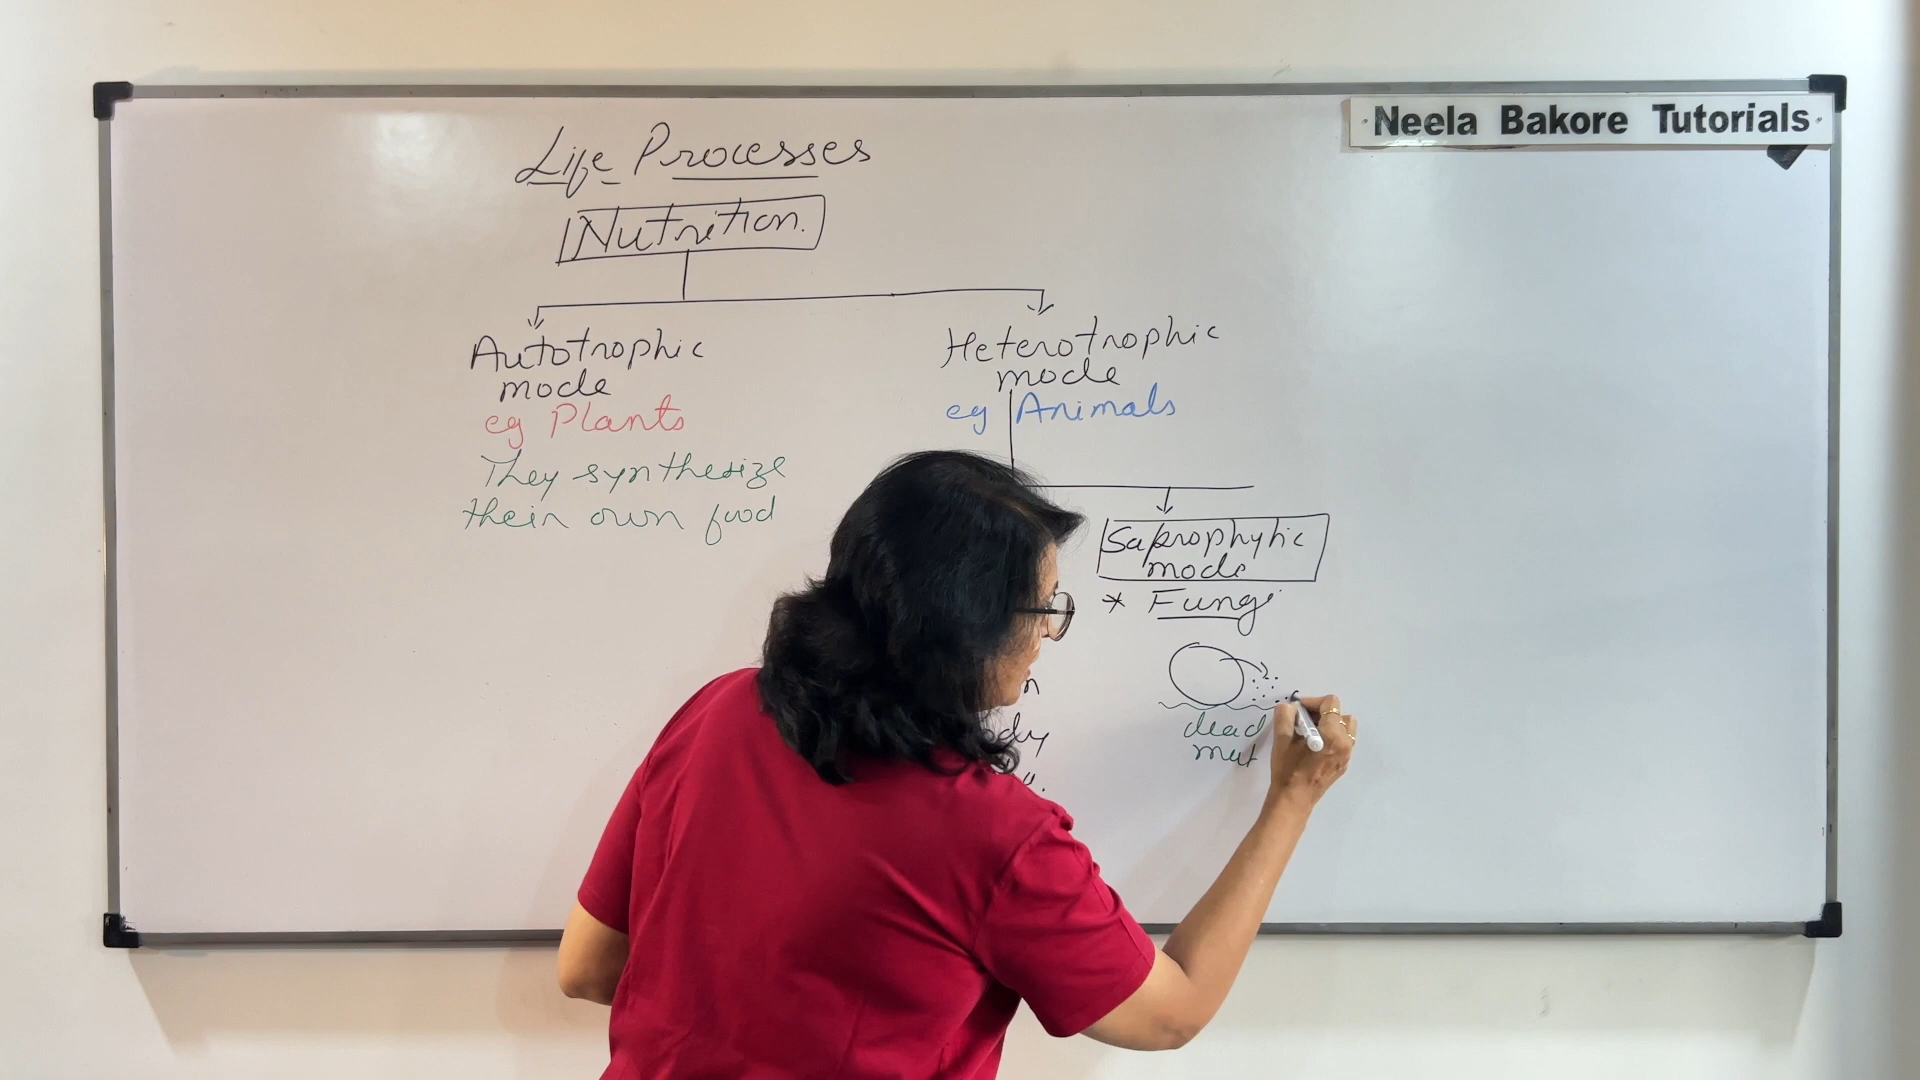 Neela Bakore Tutorials
Life Processes
Nutrition.
Autotrophic
mode
eg Plants
They synthesize
their own food
Heterotrophic
mode
eg Animals
Saprophytic
mode
* Fungi
dead